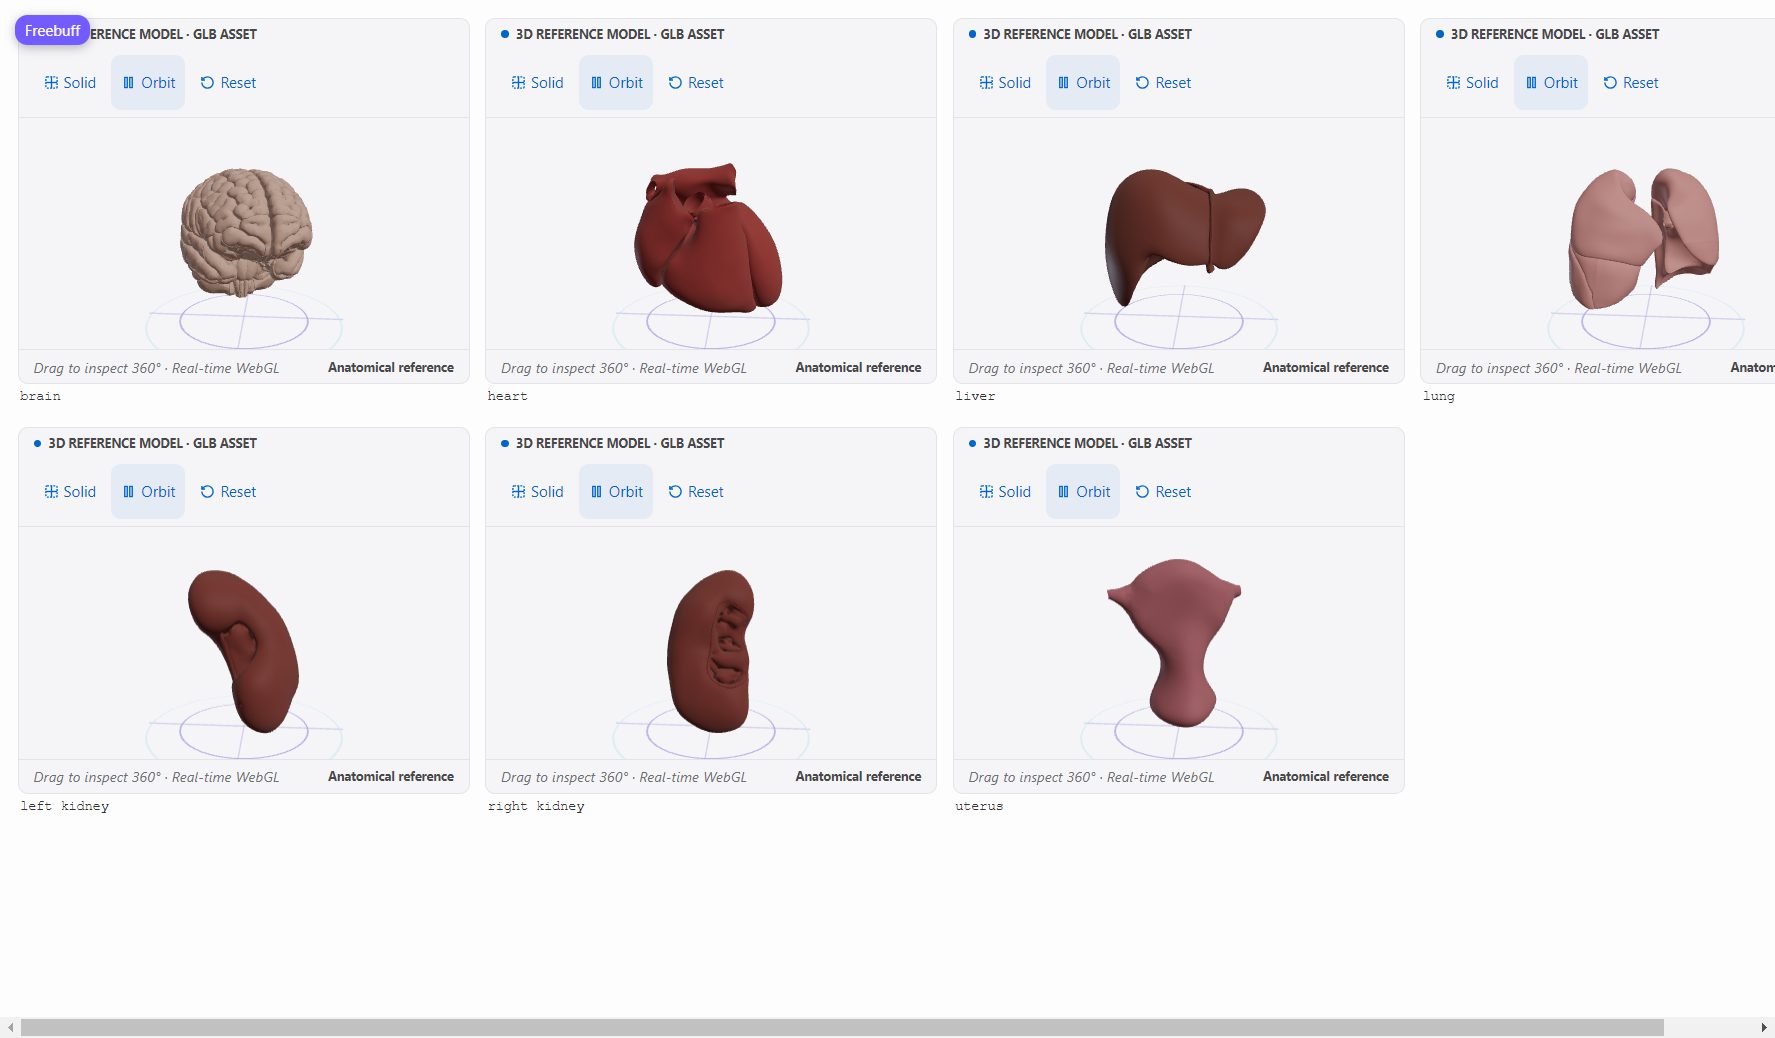 Freebuff
ERENCE MODEL · GLB ASSET
3D REFERENCE MODEL · GLB ASSET
3D REFERENCE MODEL · GLB ASSET
3D REFERENCE MODEL · GLB ASSET
Solid Orbit Reset
Solid Orbit Reset
Solid Orbit Reset
Solid Orbit Reset
Drag to inspect 360° · Real-time WebGL Anatomical reference
Drag to inspect 360° · Real-time WebGL Anatomical reference
Drag to inspect 360° · Real-time WebGL Anatomical reference
Drag to inspect 360° · Real-time WebGL Anatom
brain
heart
liver
lung
3D REFERENCE MODEL · GLB ASSET
3D REFERENCE MODEL · GLB ASSET
3D REFERENCE MODEL · GLB ASSET
Solid Orbit Reset
Solid Orbit Reset
Solid Orbit Reset
Drag to inspect 360° · Real-time WebGL Anatomical reference
Drag to inspect 360° · Real-time WebGL Anatomical reference
Drag to inspect 360° · Real-time WebGL Anatomical reference
left kidney
right kidney
uterus